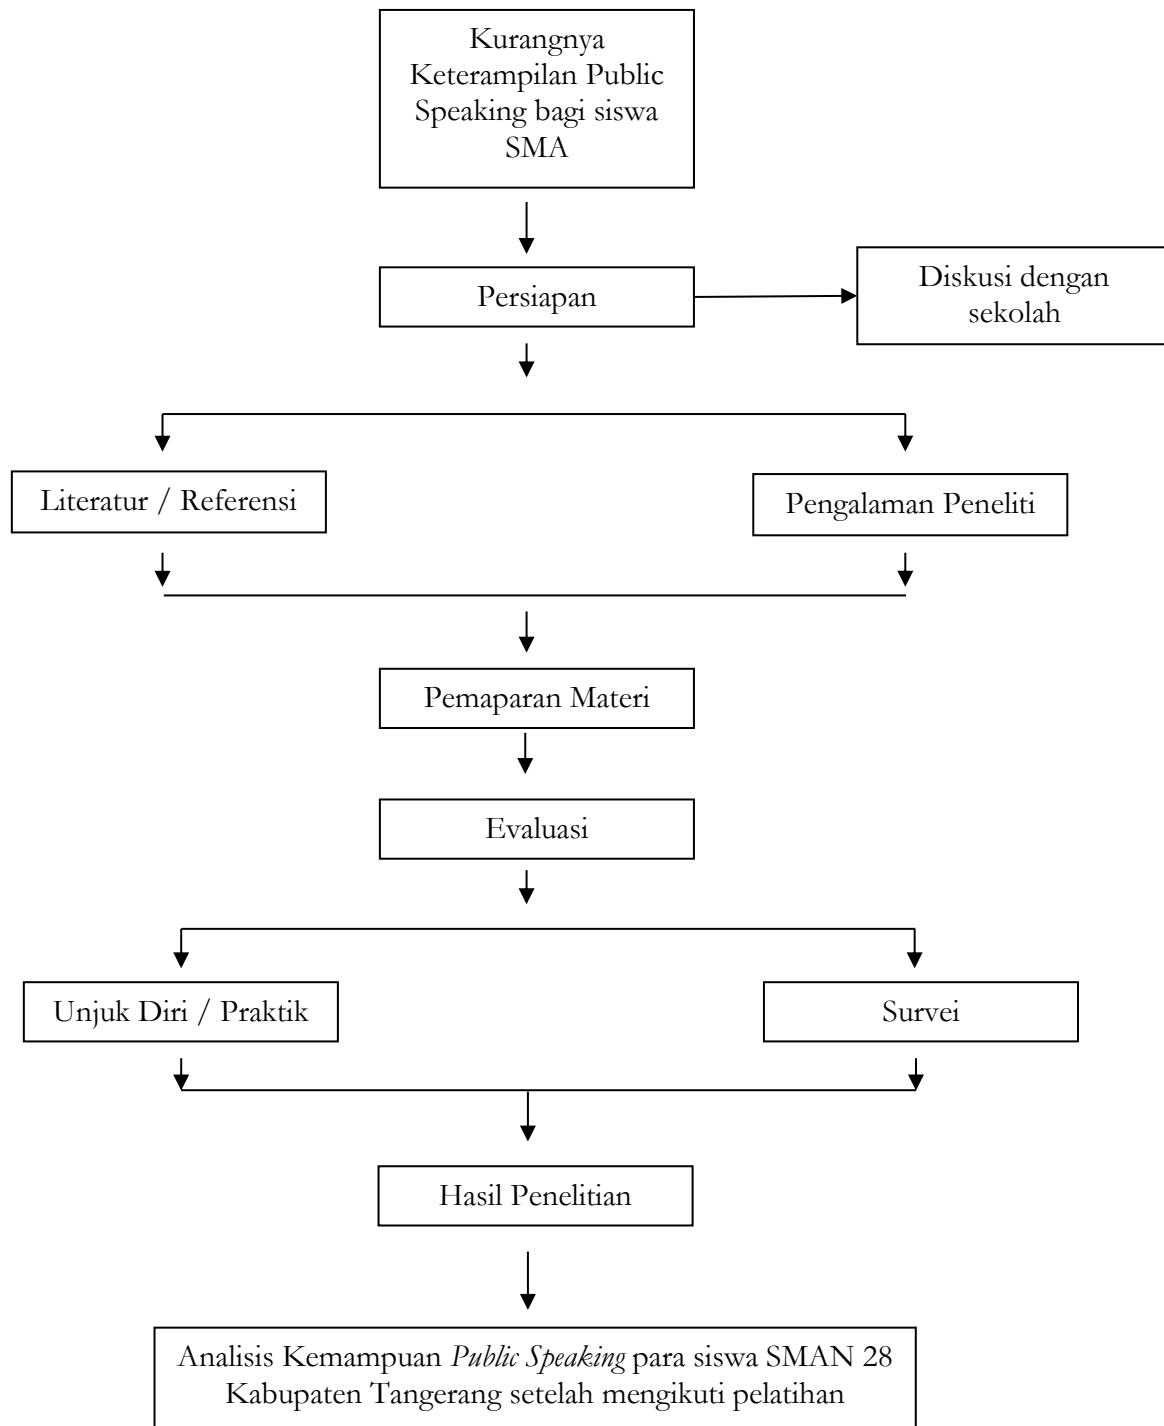 Kurangnya
Keterampilan Public
Speaking bagi siswa
SMA
Persiapan
Diskusi dengan
sekolah
Literatur / Referensi
Pengalaman Peneliti
Pemaparan Materi
Evaluasi
Unjuk Diri / Praktik
Survei
Hasil Penelitian
Analisis Kemampuan Public Speaking para siswa SMAN 28
Kabupaten Tangerang setelah mengikuti pelatihan